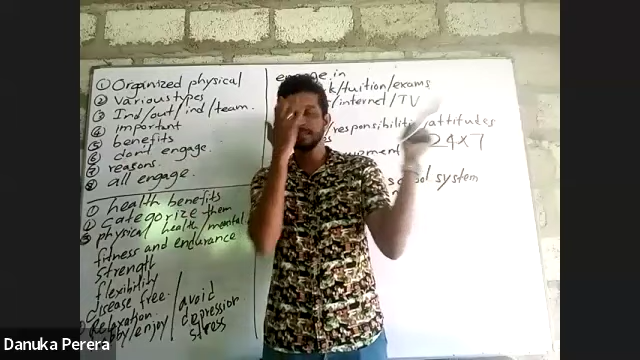 ① Organized physical
② Various types
③ Ind/out/ind/team.
④ important
⑤ benefits
⑥ don't engage.
⑦ reasons.
⑧ all engage.
① health benefits
② Categorize them
③ physical health/mental
fitness and endurance
strength
flexibility
disease free.
Relaxation
/enjoy
avoid
depression
stress
engage in
/tuition/exams
/internet/TV
/responsibilities/attitudes
24x7
school system
Danuka Perera